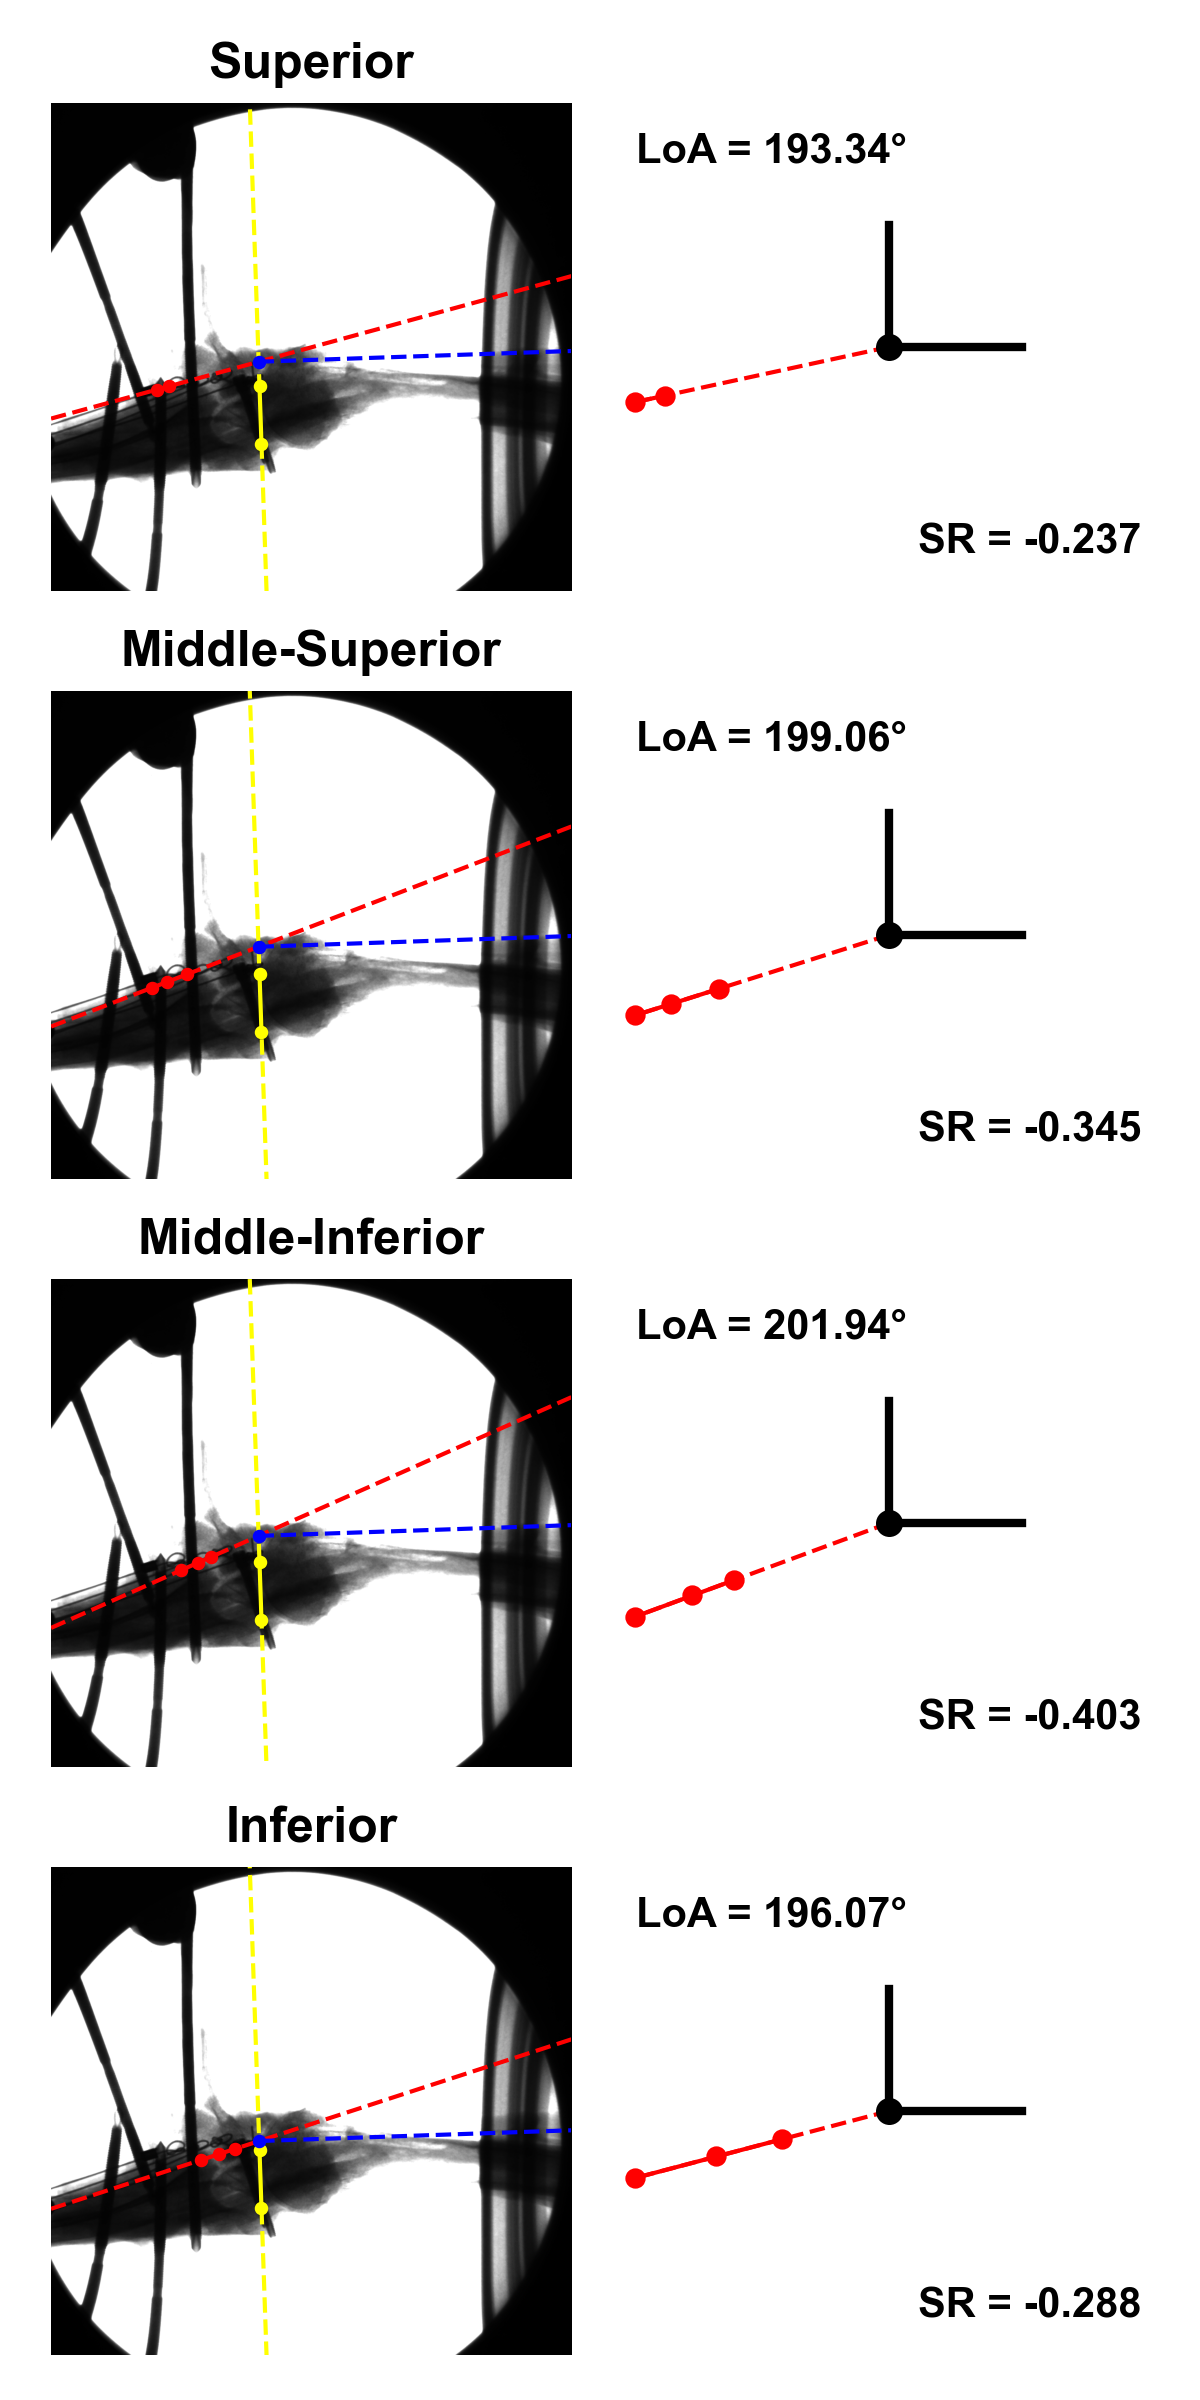 Superior
LoA = 193.34°
SR = -0.237
Middle-Superior
LoA = 199.06°
SR = -0.345
Middle-Inferior
LoA = 201.94°
SR = -0.403
Inferior
LoA = 196.07°
SR = -0.288